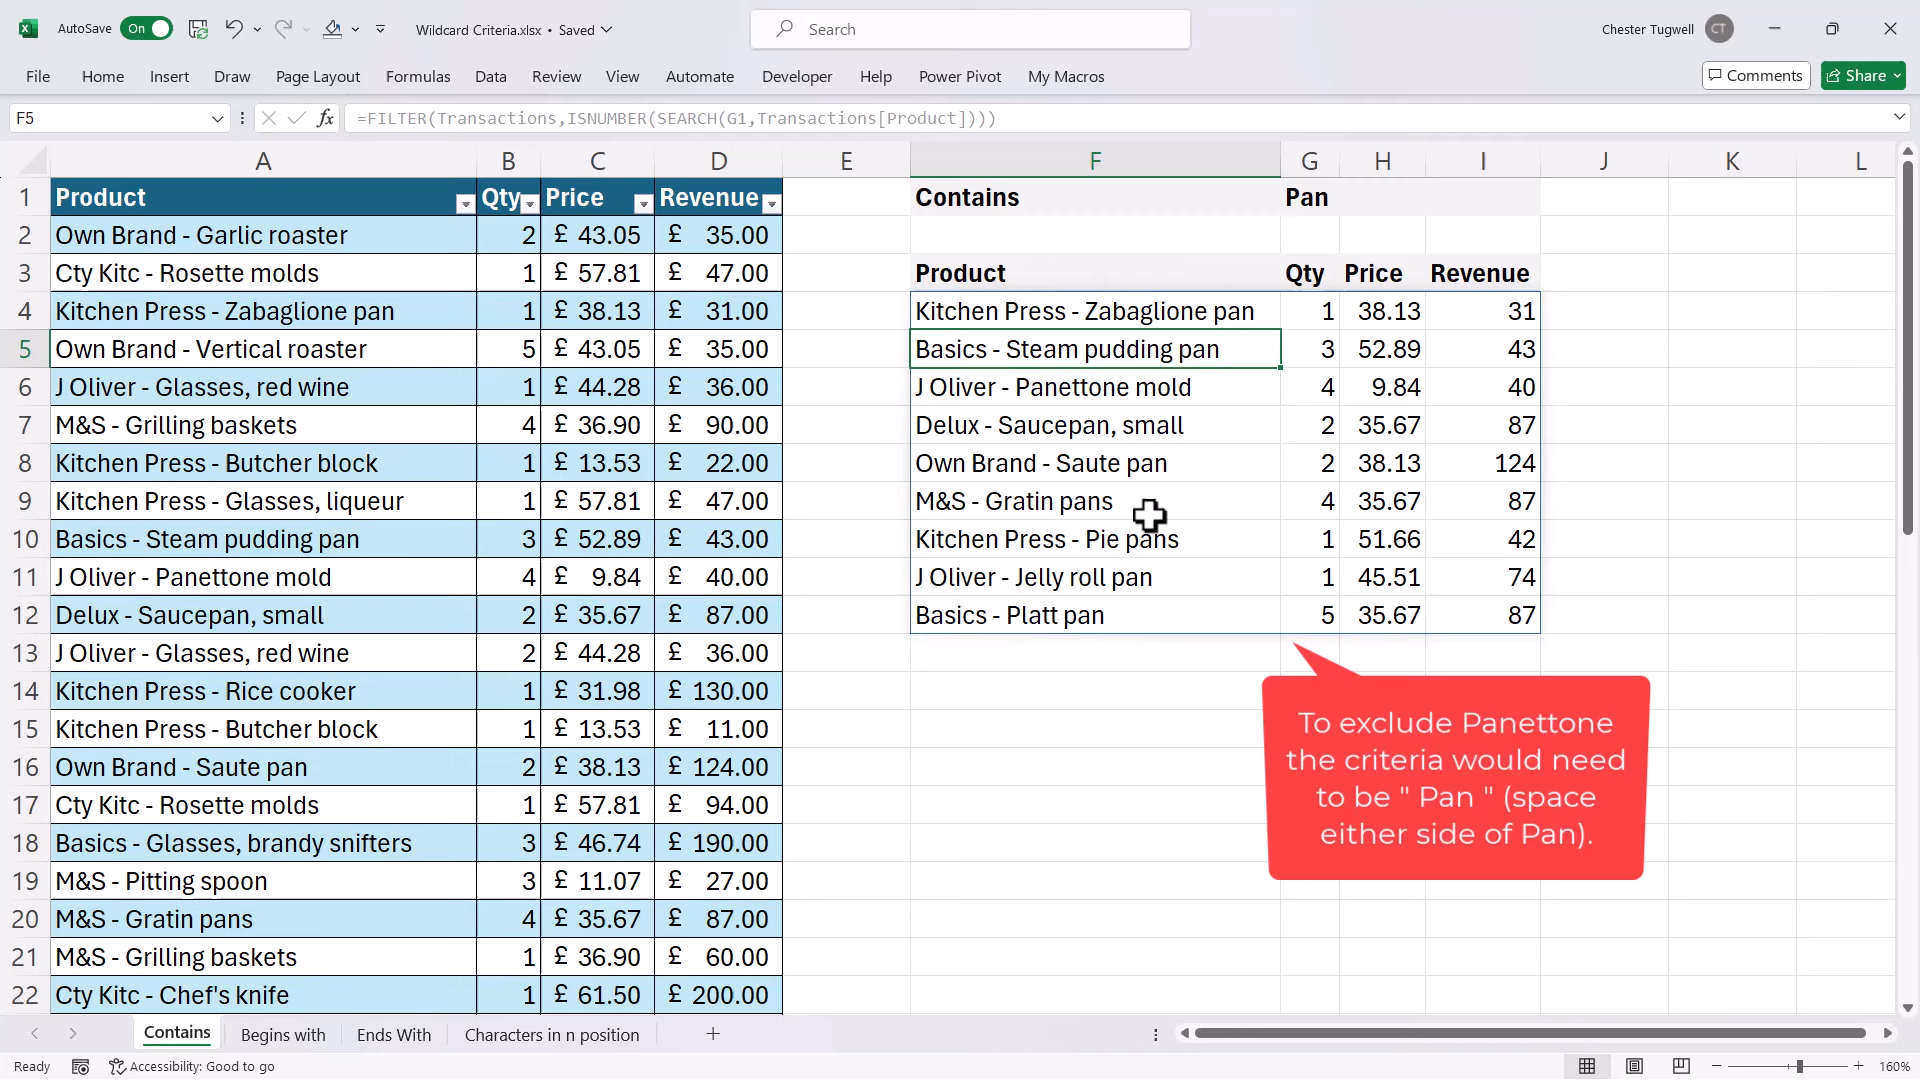 AutoSave On Wildcard Criteria.xlsx • Saved Search Chester Tugwell CT
File Home Insert Draw Page Layout Formulas Data Review View Automate Developer Help Power Pivot My Macros Comments Share
F5 fx =FILTER(Transactions,ISNUMBER(SEARCH(G1,Transactions[Product])))
A B C D E F G H I J K L
1 Product Qty Price Revenue Contains Pan
2 Own Brand - Garlic roaster 2 £ 43.05 £ 35.00
3 Cty Kitc - Rosette molds 1 £ 57.81 £ 47.00 Product Qty Price Revenue
4 Kitchen Press - Zabaglione pan 1 £ 38.13 £ 31.00 Kitchen Press - Zabaglione pan 1 38.13 31
5 Own Brand - Vertical roaster 5 £ 43.05 £ 35.00 Basics - Steam pudding pan 3 52.89 43
6 J Oliver - Glasses, red wine 1 £ 44.28 £ 36.00 J Oliver - Panettone mold 4 9.84 40
7 M&S - Grilling baskets 4 £ 36.90 £ 90.00 Delux - Saucepan, small 2 35.67 87
8 Kitchen Press - Butcher block 1 £ 13.53 £ 22.00 Own Brand - Saute pan 2 38.13 124
9 Kitchen Press - Glasses, liqueur 1 £ 57.81 £ 47.00 M&S - Gratin pans 4 35.67 87
10 Basics - Steam pudding pan 3 £ 52.89 £ 43.00 Kitchen Press - Pie pans 1 51.66 42
11 J Oliver - Panettone mold 4 £ 9.84 £ 40.00 J Oliver - Jelly roll pan 1 45.51 74
12 Delux - Saucepan, small 2 £ 35.67 £ 87.00 Basics - Platt pan 5 35.67 87
13 J Oliver - Glasses, red wine 2 £ 44.28 £ 36.00
14 Kitchen Press - Rice cooker 1 £ 31.98 £ 130.00
15 Kitchen Press - Butcher block 1 £ 13.53 £ 11.00
16 Own Brand - Saute pan 2 £ 38.13 £ 124.00
17 Cty Kitc - Rosette molds 1 £ 57.81 £ 94.00
18 Basics - Glasses, brandy snifters 3 £ 46.74 £ 190.00
19 M&S - Pitting spoon 3 £ 11.07 £ 27.00
20 M&S - Gratin pans 4 £ 35.67 £ 87.00
21 M&S - Grilling baskets 1 £ 36.90 £ 60.00
22 Cty Kitc - Chef's knife 1 £ 61.50 £ 200.00
To exclude Panettone
the criteria would need
to be " Pan " (space
either side of Pan).
Contains Begins with Ends With Characters in n position
Ready Accessibility: Good to go 160%